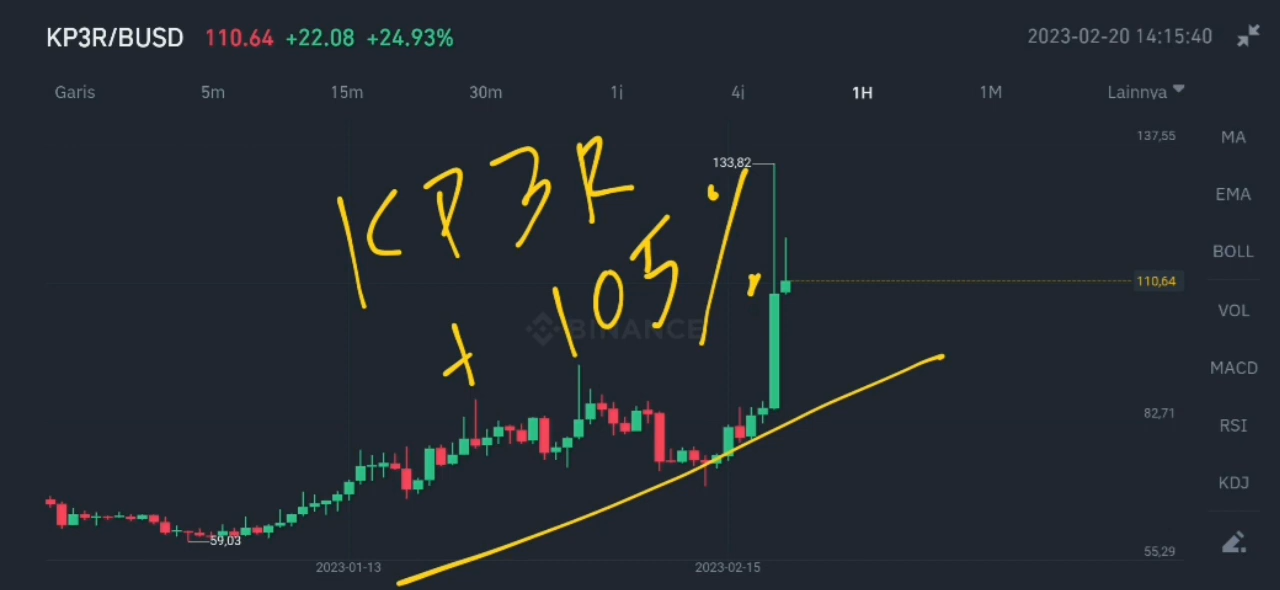 KP3R/BUSD 110.64 +22.08 +24.93% 2023-02-20 14:15:40
Garis 5m 15m 30m 1j 4j 1H 1M Lainnya
137,55
MA
133,82
KP3R
EMA
+105%
BOLL
110,64
VOL
BINANCE
MACD
82,71
RSI
KDJ
59,03
55,29
2023-01-13 2023-02-15